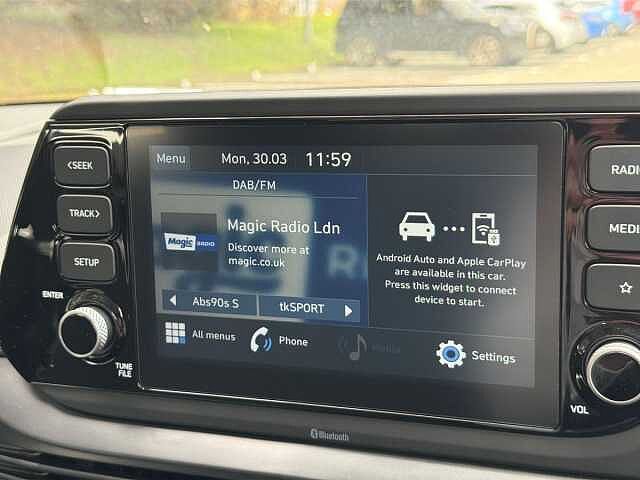 <SEEK
TRACK>
SETUP
ENTER
TUNE
FILE
Menu
Mon, 30.03
11:59
DAB/FM
Magic RADIO
Magic Radio Ldn
Discover more at
magic.co.uk
Abs90s S
tkSPORT
Android Auto and Apple CarPlay
are available in this car.
Press this widget to connect
device to start.
All menus
Phone
Media
Settings
RADI
MEDI
VOL
Bluetooth